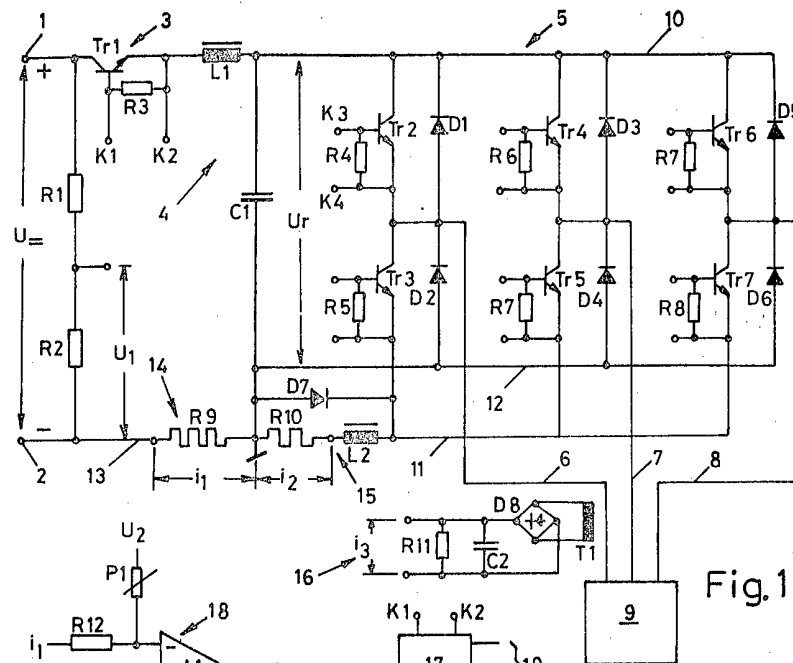 1 3 5 10
Tr1
+
L1
R3
K1 K2
K3
Tr2
D1
R4
K4
Tr4
D3
R6
Tr6
D5
R7
R1
4
C1
Ur
U=
Tr3
D2
R5
Tr5
D4
R7
Tr7
D6
R8
R2
U1
14
D7
12
R9
R10
L2
−
2
13
i1
i2
15
11
6
7
8
D8
U2
i3
R11
C2
T1
16
P1
18
9
Fig.1
K1 K2
i1
R12
−
17